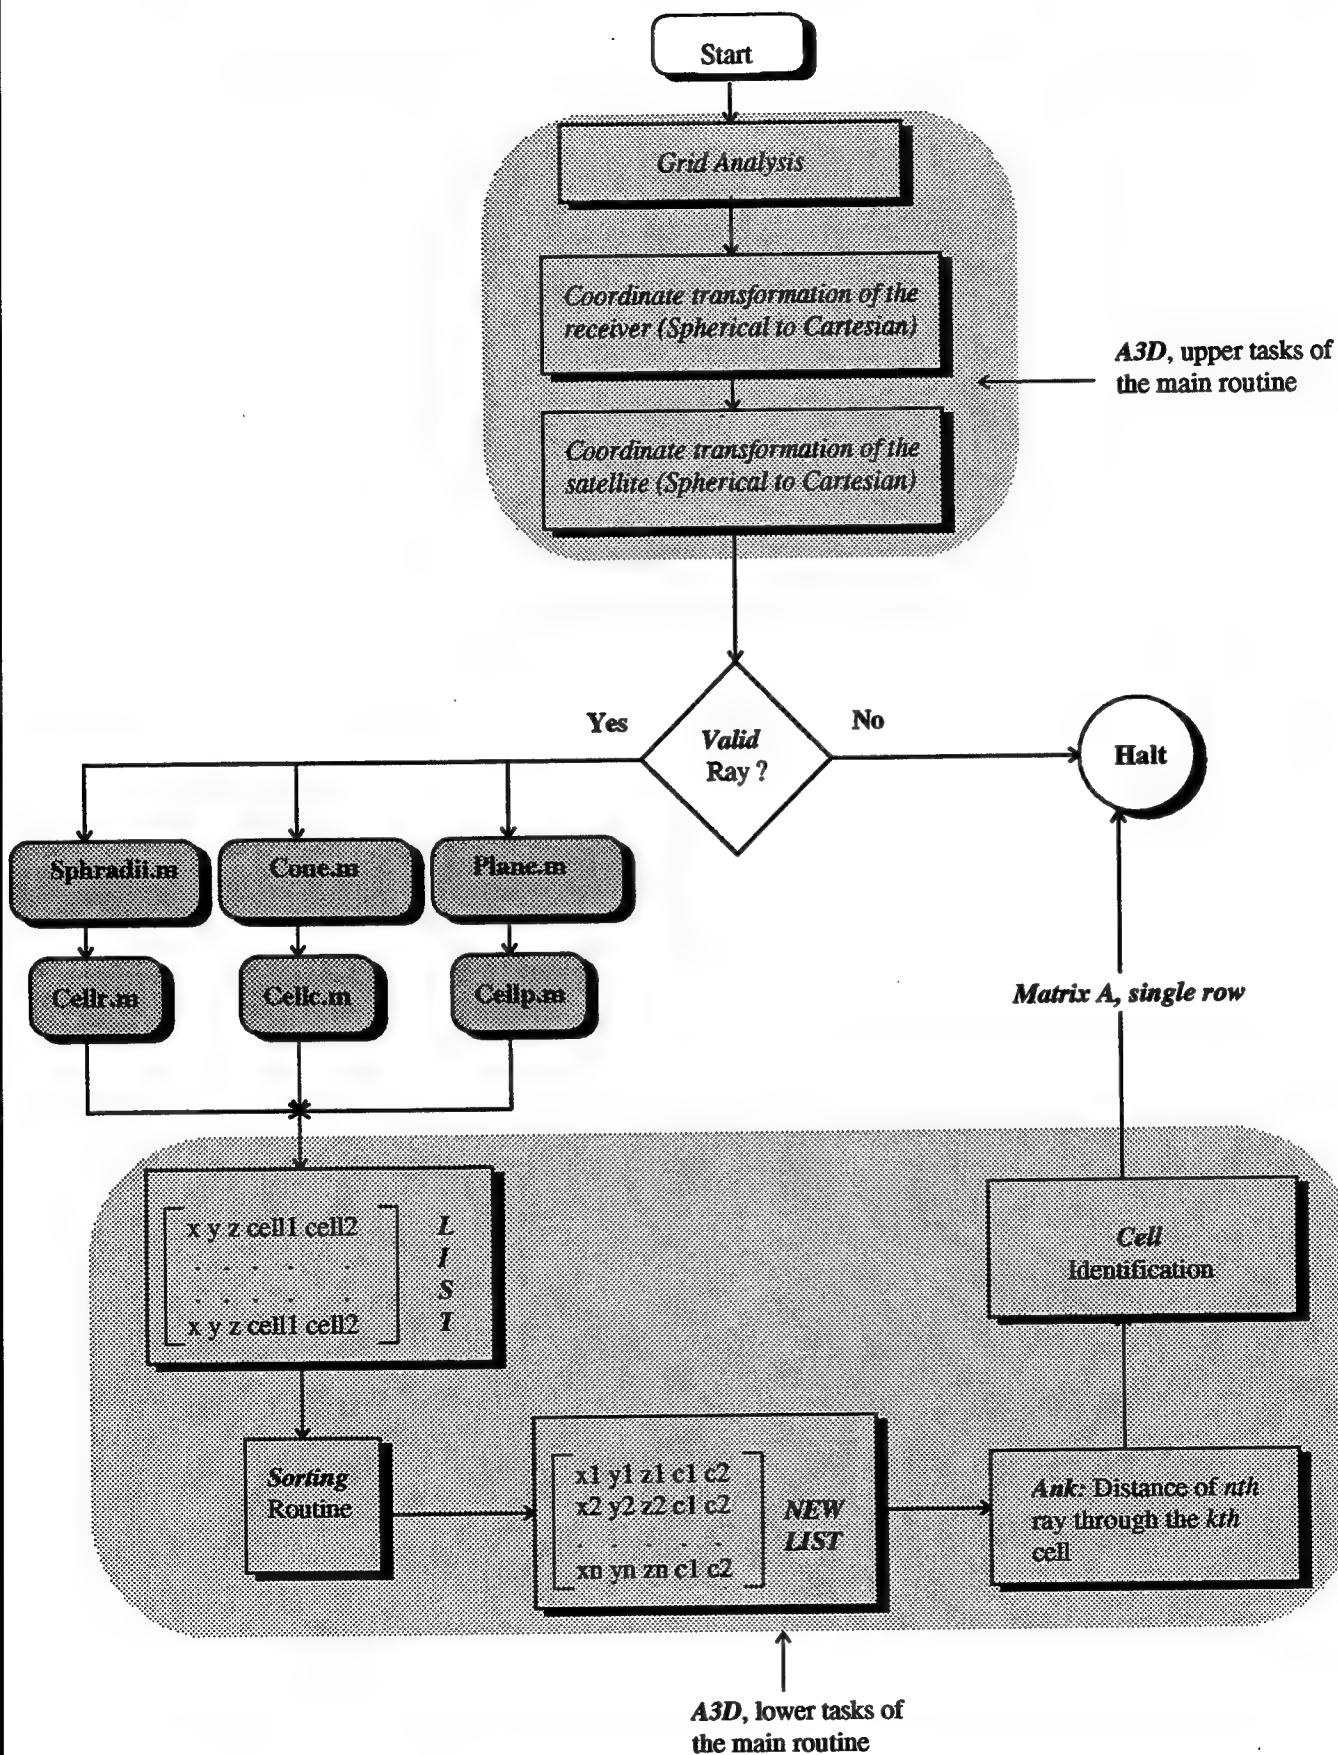 Start
Grid Analysis
Coordinate transformation of the
receiver (Spherical to Cartesian)
A3D, upper tasks of
the main routine
Coordinate transformation of the
satellite (Spherical to Cartesian)
Yes
Valid
Ray ?
No
Halt
Sphradii.m
Cone.m
Plane.m
Cellr.m
Cellc.m
Cellp.m
Matrix A, single row
x y z cell1 cell2
. . . . .
. . . . .
x y z cell1 cell2
L
I
S
T
Cell
Identification
Sorting
Routine
x1 y1 z1 c1 c2
x2 y2 z2 c1 c2
. . . . .
xn yn zn c1 c2
NEW
LIST
Ank: Distance of nth
ray through the kth
cell
A3D, lower tasks of
the main routine